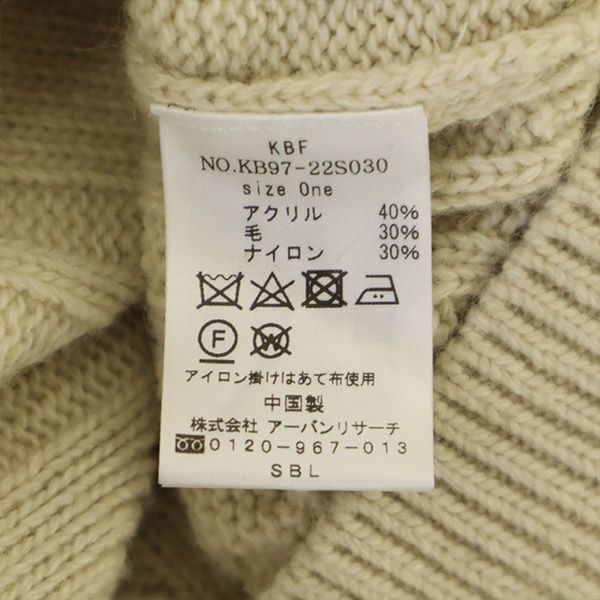 KBF
NO.KB97-22S030
size One
アクリル 40%
毛 30%
ナイロン 30%
F W
アイロン掛けはあて布使用
中国製
株式会社 アーバンリサーチ
0120-967-013
SBL